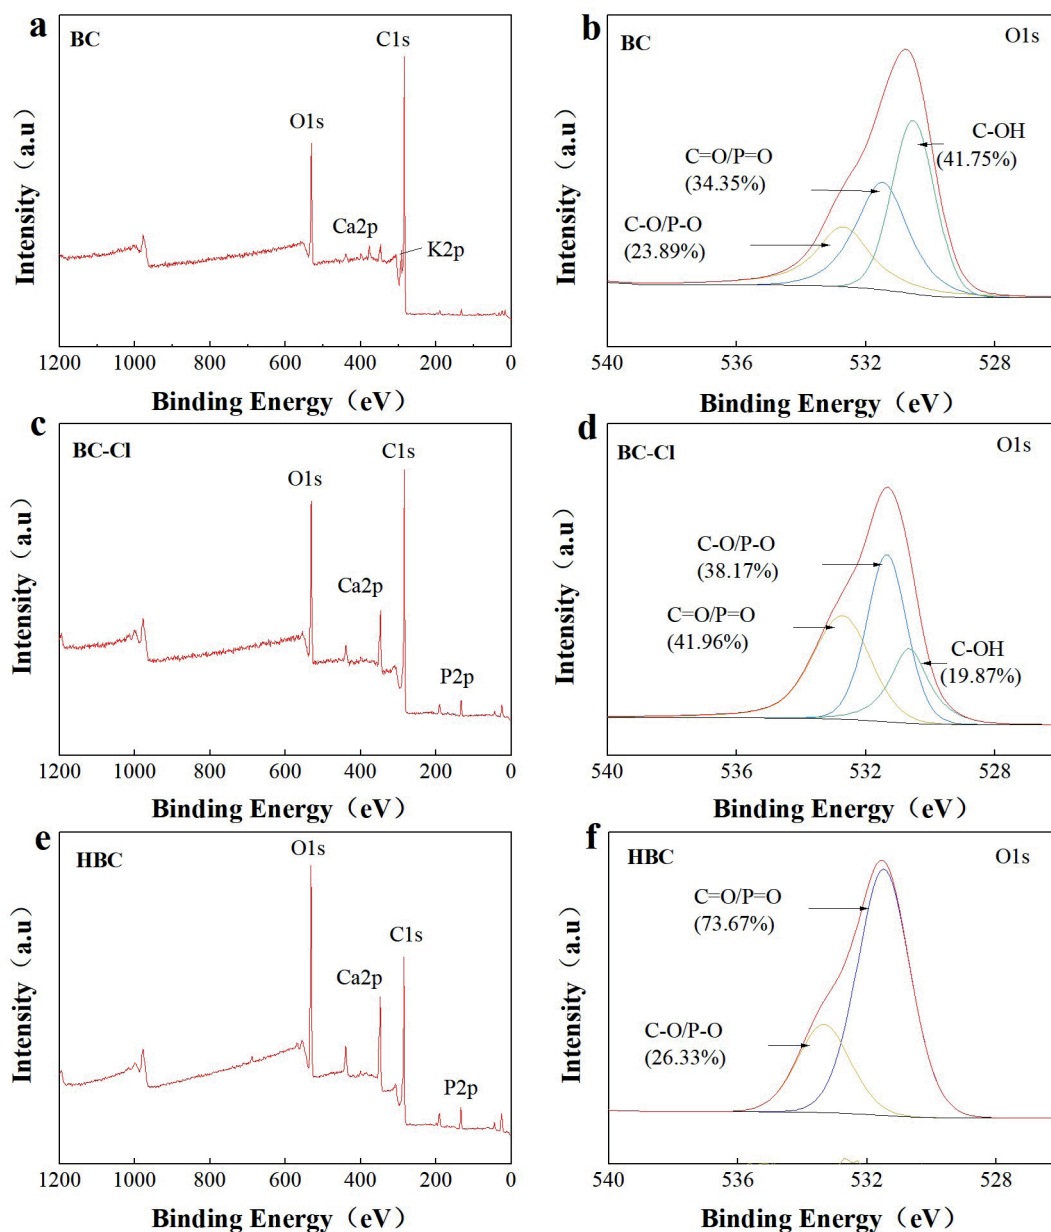 a
BC
C1s
O1s
Ca2p
K2p
Intensity（a.u）
1200 1000 800 600 400 200 0
Binding Energy（eV）
b
BC
O1s
C-OH
(41.75%)
C=O/P=O
(34.35%)
C-O/P-O
(23.89%)
Intensity（a.u）
540 536 531 528
Binding Energy（eV）
c
BC-Cl
C1s
O1s
Ca2p
P2p
Intensity（a.u）
1200 1000 800 600 400 200 0
Binding Energy（eV）
d
BC-Cl
O1s
C-O/P-O
(38.17%)
C=O/P=O
(41.96%)
C-OH
(19.87%)
Intensity（a.u）
540 536 531 528
Binding Energy（eV）
e
HBC
O1s
C1s
Ca2p
P2p
Intensity（a.u）
1200 1000 800 600 400 200 0
Binding Energy（eV）
f
HBC
O1s
C=O/P=O
(73.67%)
C-O/P-O
(26.33%)
Intensity（a.u）
540 536 531 528
Binding Energy（eV）